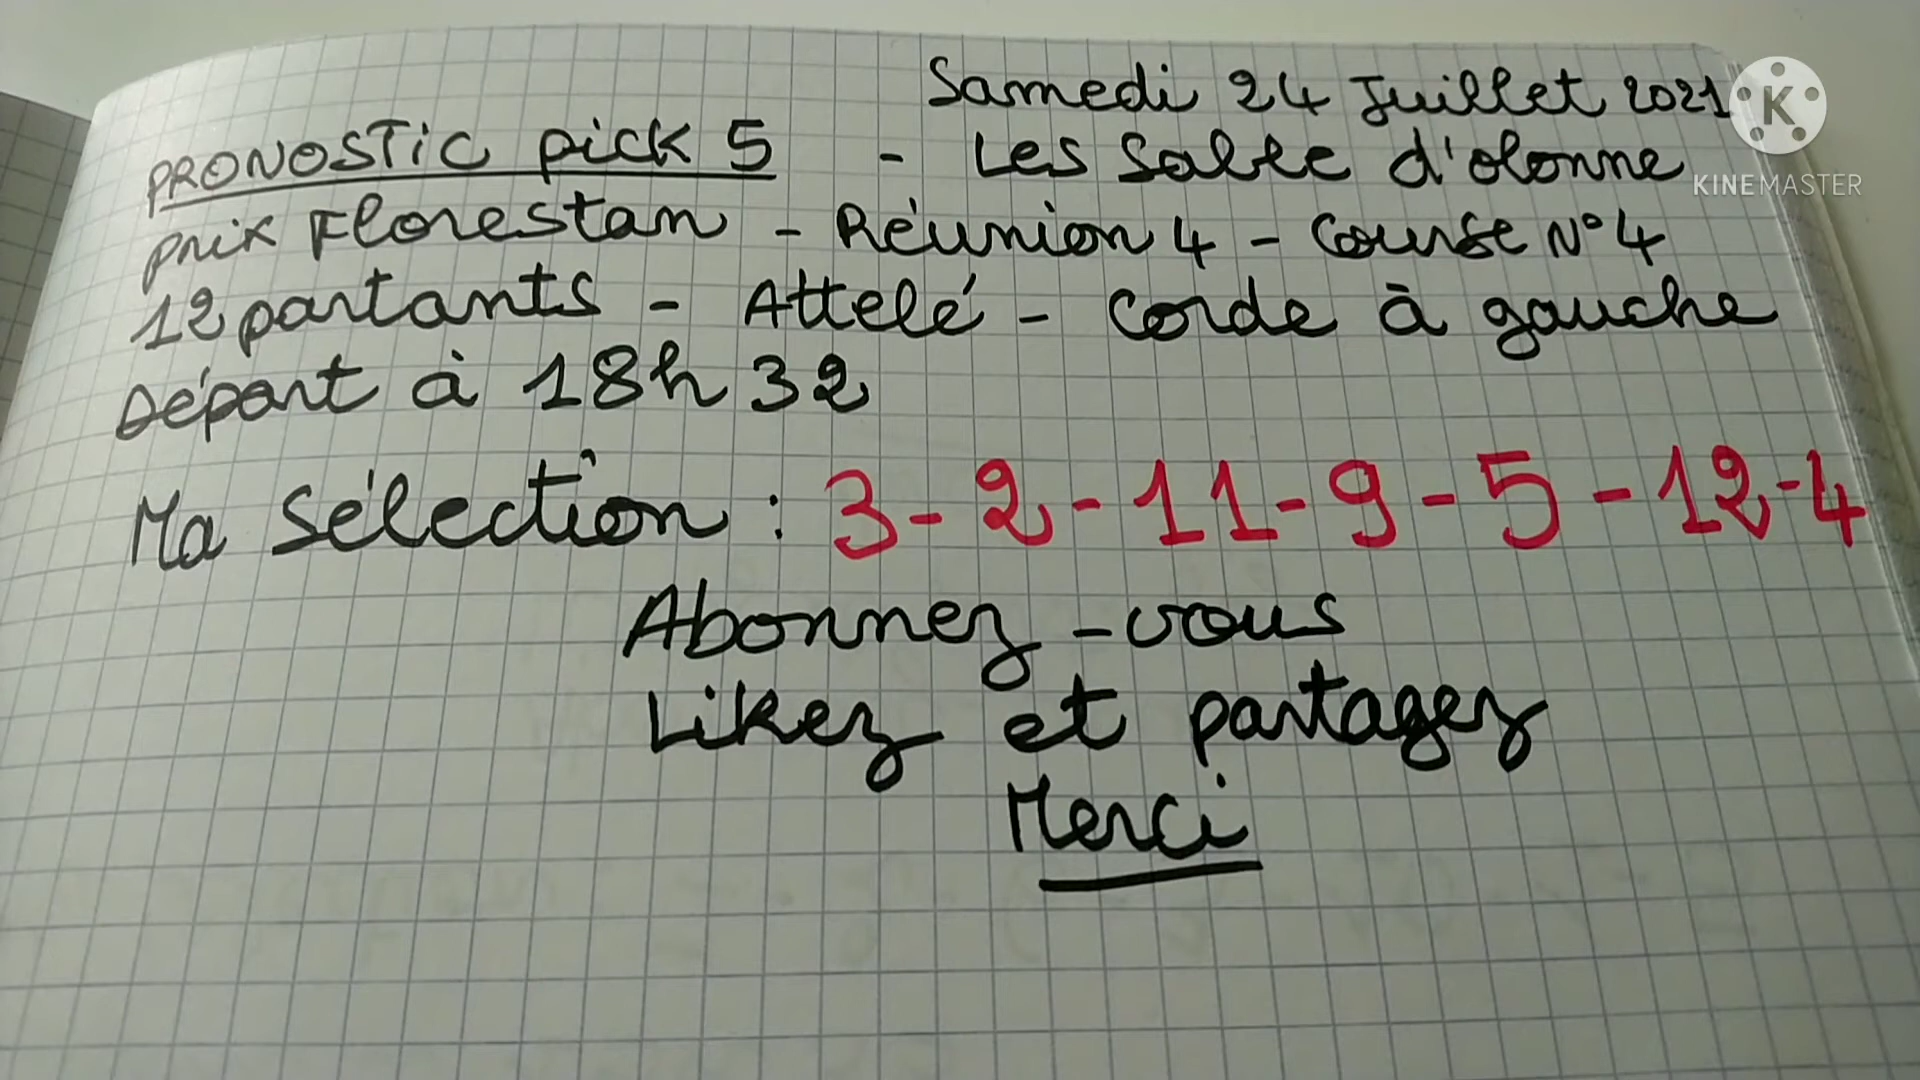 Samedi 24 Juillet 2021
PRONOSTIC pick 5 - Les Sable d'olonne
prix Florestan - Réunion 4 - Course N°4
12 partants - Attelé - Corde à gauche
Départ à 18h32
Ma Sélection : 3 - 2 - 11 - 9 - 5 - 12 - 4
Abonnez-vous
Likez et partagez
Merci
K
KINEMASTER